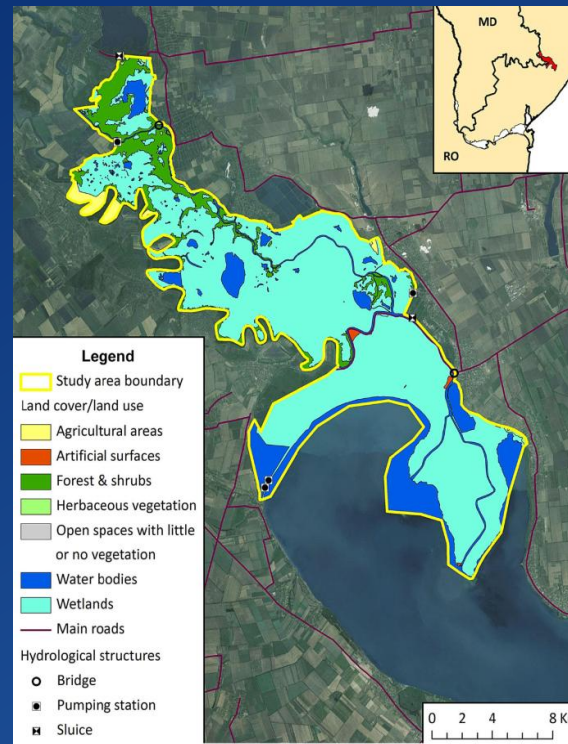 MD
RO
Legend
Study area boundary
Land cover/land use
Agricultural areas
Artificial surfaces
Forest & shrubs
Herbaceous vegetation
Open spaces with little
or no vegetation
Water bodies
Wetlands
Main roads
Hydrological structures
Bridge
Pumping station
Sluice
0 2 4 8 K